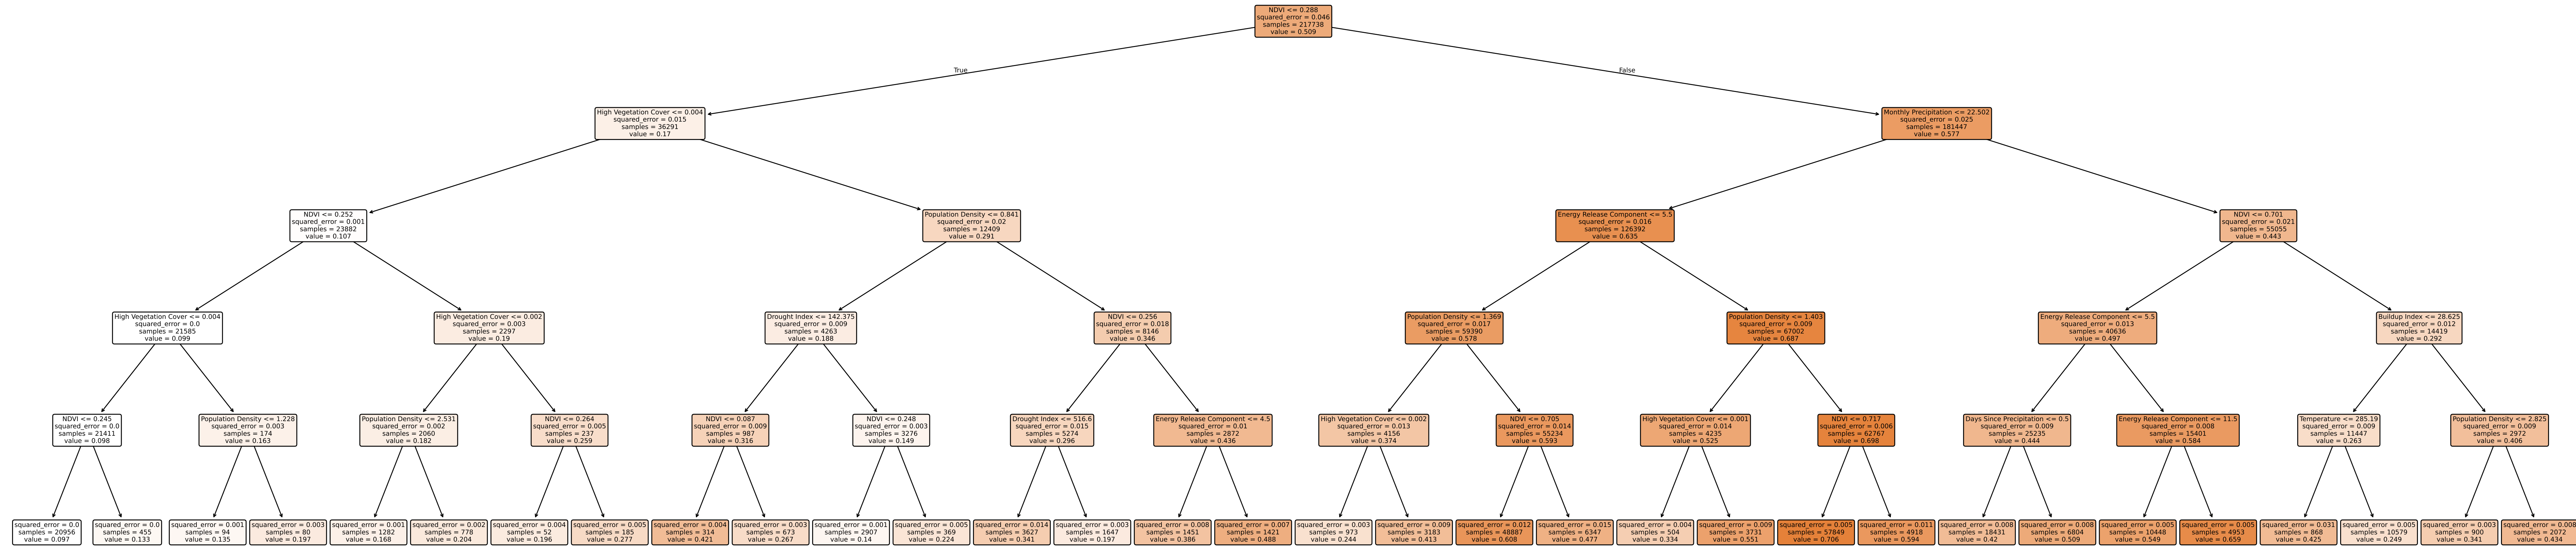 NDVI <= 0.288
squared_error = 0.046
samples = 217738
value = 0.509
True
False
High Vegetation Cover <= 0.004
squared_error = 0.015
samples = 36291
value = 0.17
Monthly Precipitation <= 22.502
squared_error = 0.025
samples = 181447
value = 0.577
NDVI <= 0.252
squared_error = 0.001
samples = 23882
value = 0.107
Population Density <= 0.841
squared_error = 0.02
samples = 12409
value = 0.291
Energy Release Component <= 5.5
squared_error = 0.016
samples = 126392
value = 0.635
NDVI <= 0.701
squared_error = 0.021
samples = 55055
value = 0.443
High Vegetation Cover <= 0.004
squared_error = 0.0
samples = 21585
value = 0.099
High Vegetation Cover <= 0.002
squared_error = 0.003
samples = 2297
value = 0.19
Drought Index <= 142.375
squared_error = 0.009
samples = 4263
value = 0.188
NDVI <= 0.256
squared_error = 0.018
samples = 8146
value = 0.346
Population Density <= 1.369
squared_error = 0.017
samples = 59390
value = 0.578
Population Density <= 1.403
squared_error = 0.009
samples = 67002
value = 0.687
Energy Release Component <= 5.5
squared_error = 0.013
samples = 40636
value = 0.497
Buildup Index <= 28.625
squared_error = 0.012
samples = 14419
value = 0.292
NDVI <= 0.245
squared_error = 0.0
samples = 21411
value = 0.098
Population Density <= 1.228
squared_error = 0.003
samples = 174
value = 0.163
Population Density <= 2.531
squared_error = 0.002
samples = 2060
value = 0.182
NDVI <= 0.264
squared_error = 0.005
samples = 237
value = 0.259
NDVI <= 0.087
squared_error = 0.009
samples = 987
value = 0.316
NDVI <= 0.248
squared_error = 0.003
samples = 3276
value = 0.149
Drought Index <= 516.6
squared_error = 0.015
samples = 5274
value = 0.296
Energy Release Component <= 4.5
squared_error = 0.01
samples = 2872
value = 0.436
High Vegetation Cover <= 0.002
squared_error = 0.013
samples = 4156
value = 0.374
NDVI <= 0.705
squared_error = 0.014
samples = 55234
value = 0.593
High Vegetation Cover <= 0.001
squared_error = 0.014
samples = 4235
value = 0.525
NDVI <= 0.717
squared_error = 0.006
samples = 62767
value = 0.698
Days Since Precipitation <= 0.5
squared_error = 0.009
samples = 25235
value = 0.444
Energy Release Component <= 11.5
squared_error = 0.008
samples = 15401
value = 0.584
Temperature <= 285.19
squared_error = 0.009
samples = 11447
value = 0.263
Population Density <= 2.825
squared_error = 0.009
samples = 2972
value = 0.406
squared_error = 0.0
samples = 20956
value = 0.097
squared_error = 0.0
samples = 455
value = 0.133
squared_error = 0.001
samples = 94
value = 0.135
squared_error = 0.003
samples = 80
value = 0.197
squared_error = 0.001
samples = 1282
value = 0.168
squared_error = 0.002
samples = 778
value = 0.204
squared_error = 0.004
samples = 52
value = 0.196
squared_error = 0.005
samples = 185
value = 0.277
squared_error = 0.004
samples = 314
value = 0.421
squared_error = 0.003
samples = 673
value = 0.267
squared_error = 0.001
samples = 2907
value = 0.14
squared_error = 0.005
samples = 369
value = 0.224
squared_error = 0.014
samples = 3627
value = 0.341
squared_error = 0.003
samples = 1647
value = 0.197
squared_error = 0.008
samples = 1451
value = 0.386
squared_error = 0.007
samples = 1421
value = 0.488
squared_error = 0.003
samples = 973
value = 0.244
squared_error = 0.009
samples = 3183
value = 0.413
squared_error = 0.012
samples = 48887
value = 0.608
squared_error = 0.015
samples = 6347
value = 0.477
squared_error = 0.004
samples = 504
value = 0.334
squared_error = 0.009
samples = 3731
value = 0.551
squared_error = 0.005
samples = 57849
value = 0.706
squared_error = 0.011
samples = 4918
value = 0.594
squared_error = 0.008
samples = 18431
value = 0.42
squared_error = 0.008
samples = 6804
value = 0.509
squared_error = 0.005
samples = 10448
value = 0.549
squared_error = 0.005
samples = 4953
value = 0.659
squared_error = 0.031
samples = 868
value = 0.425
squared_error = 0.005
samples = 10579
value = 0.249
squared_error = 0.003
samples = 900
value = 0.341
squared_error = 0.008
samples = 2072
value = 0.434